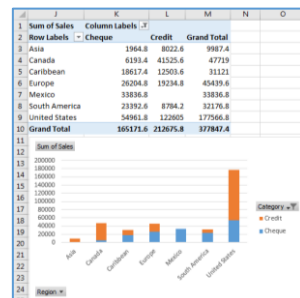 J K L M N O
1 Sum of Sales Column Labels
2 Row Labels Cheque Credit Grand Total
3 Asia 1964.8 8022.6 9987.4
4 Canada 6193.4 41525.6 47719
5 Caribbean 18617.4 12503.6 31121
6 Europe 26204.8 19234.8 45439.6
7 Mexico 33836.8 33836.8
8 South America 23392.6 8784.2 32176.8
9 United States 54961.8 122605 177566.8
10 Grand Total 165171.6 212675.8 377847.4
11
12 Sum of Sales
13 200000
180000
14 160000
15 140000
16 120000
100000
17 80000
18 60000
19 40000
20000
20 0
Category
Credit
Cheque
21 Asia Canada Caribbean Europe Mexico South America United States
22
23
24 Region